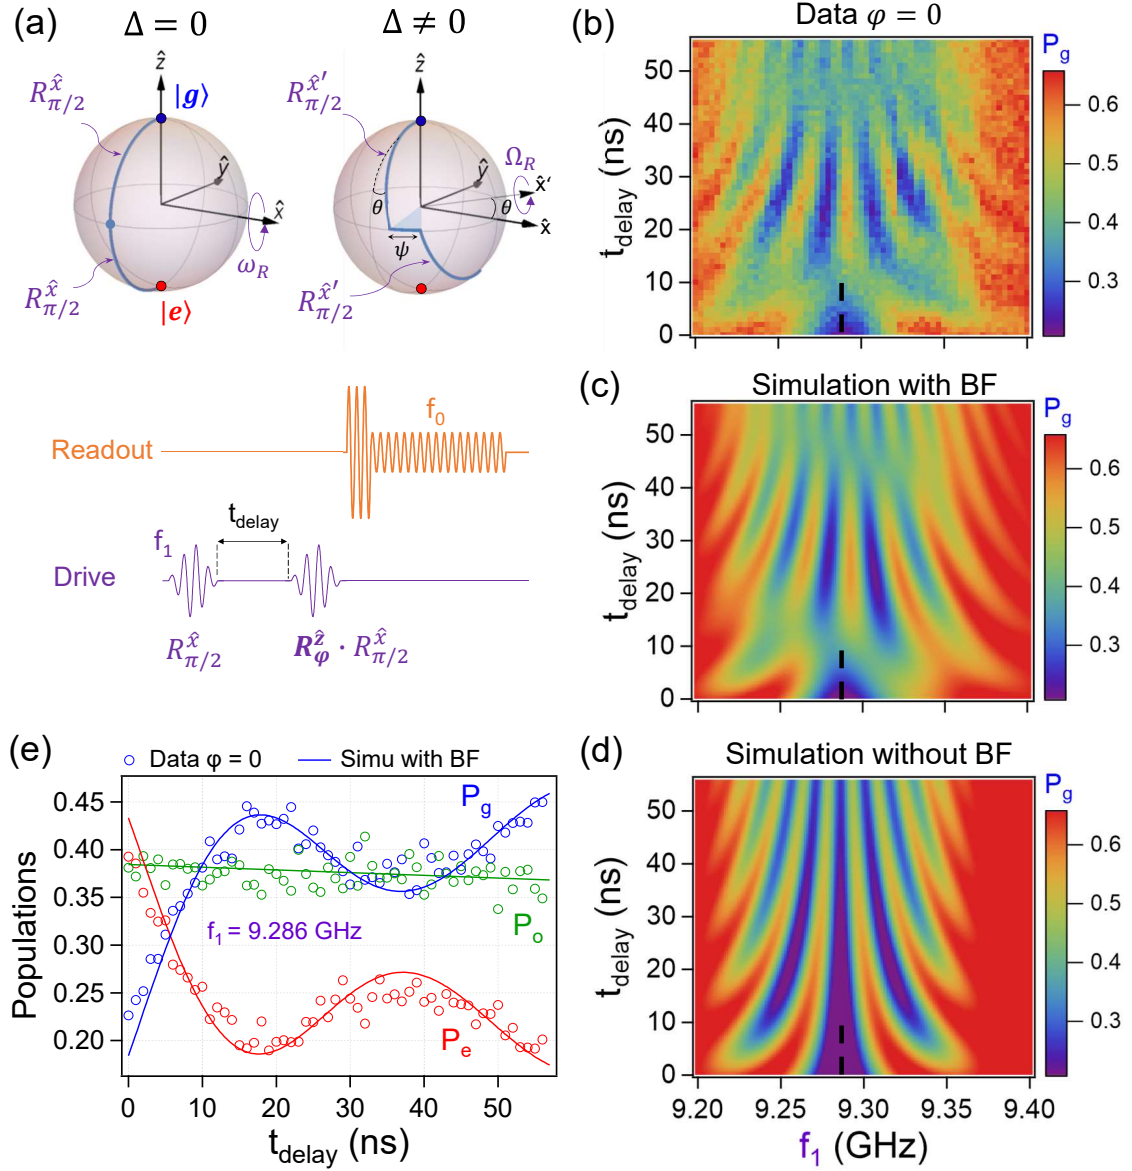 (a)
Δ = 0
Δ ≠ 0
ẑ
R^x̂_π/2
|g⟩
ŷ
x̂
ω_R
R^x̂_π/2
|e⟩
ẑ
R^x̂′_π/2
ŷ
Ω_R
x̂′
θ
θ
x̂
ψ
R^x̂′_π/2
Readout
f_0
t_delay
f_1
Drive
R^x̂_π/2
R^ẑ_φ · R^x̂_π/2
(b)
Data φ = 0
P_g
t_delay (ns)
50
40
30
20
10
0
0.6
0.5
0.4
0.3
(c)
Simulation with BF
P_g
t_delay (ns)
50
40
30
20
10
0
0.6
0.5
0.4
0.3
(d)
Simulation without BF
P_g
t_delay (ns)
50
40
30
20
10
0
0.6
0.5
0.4
0.3
9.20 9.25 9.30 9.35 9.40
f_1 (GHz)
(e)
Data φ = 0
Simu with BF
Populations
0.45
0.40
0.35
0.30
0.25
0.20
P_g
P_o
f_1 = 9.286 GHz
P_e
0 10 20 30 40 50
t_delay (ns)